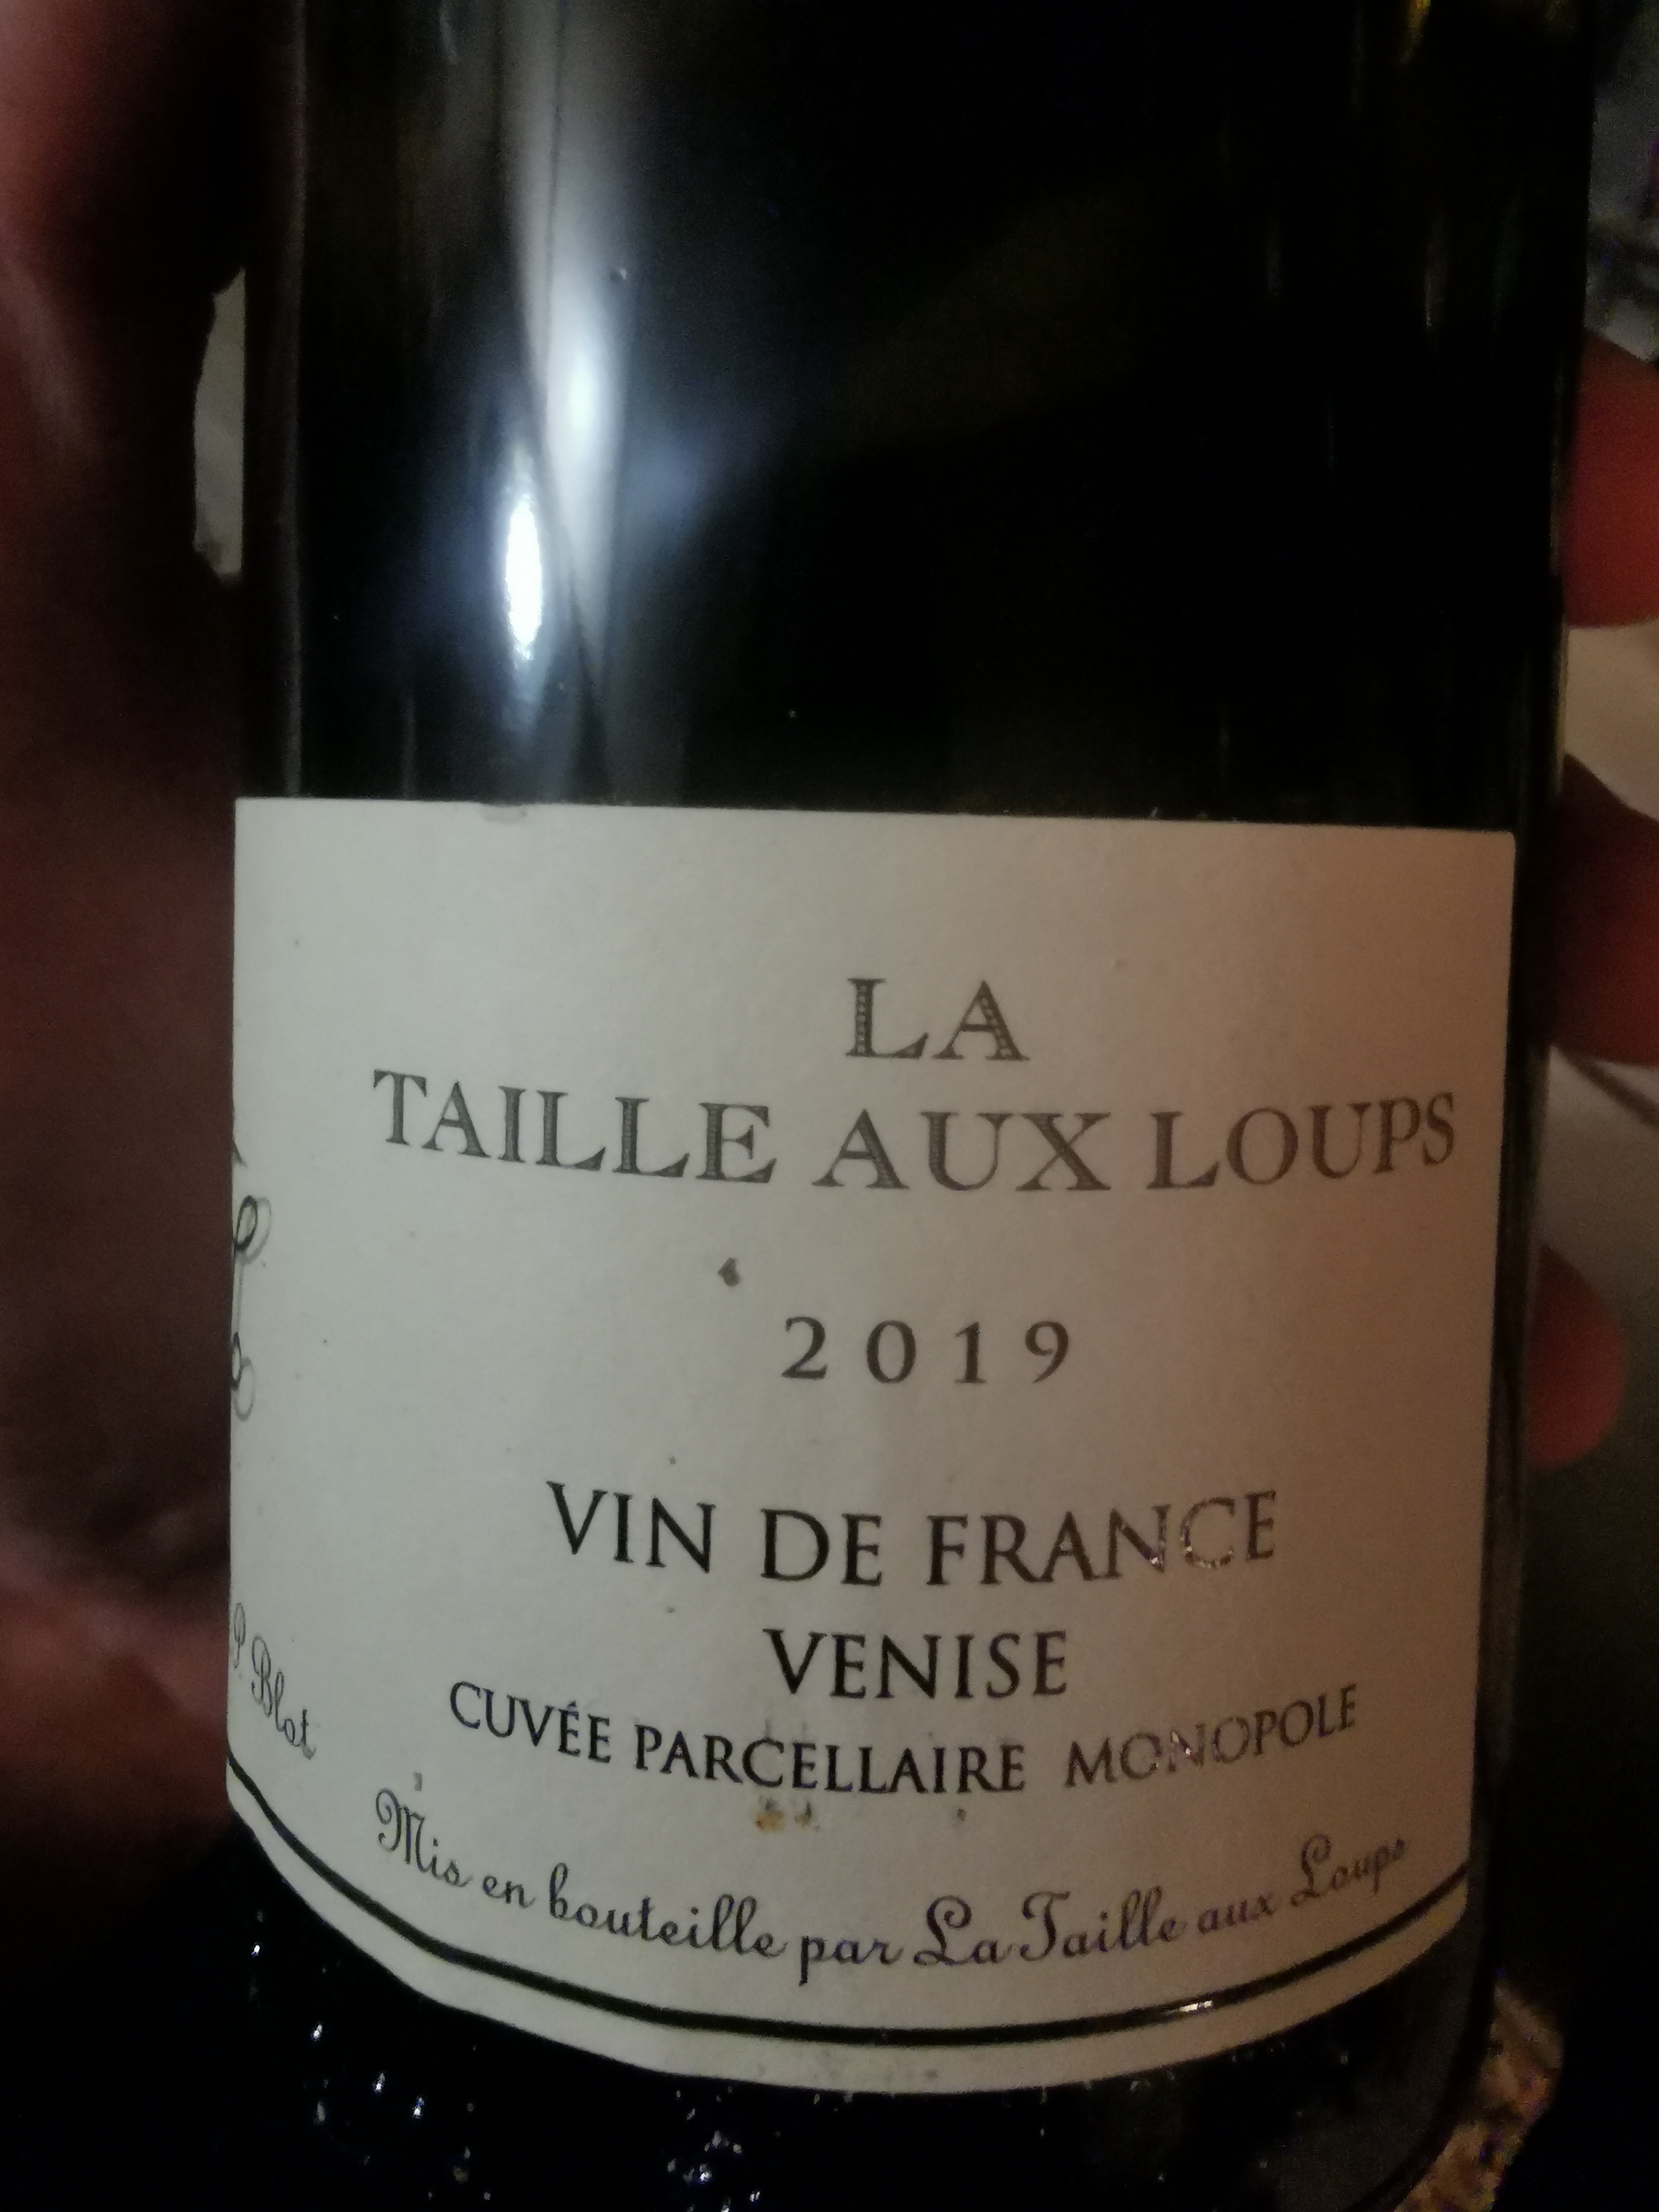 LA
TAILLE AUX LOUPS
2019
VIN DE FRANCE
VENISE
CUVÉE PARCELLAIRE MONOPOLE
P. Blot
Mis en bouteille par La Taille aux Loups